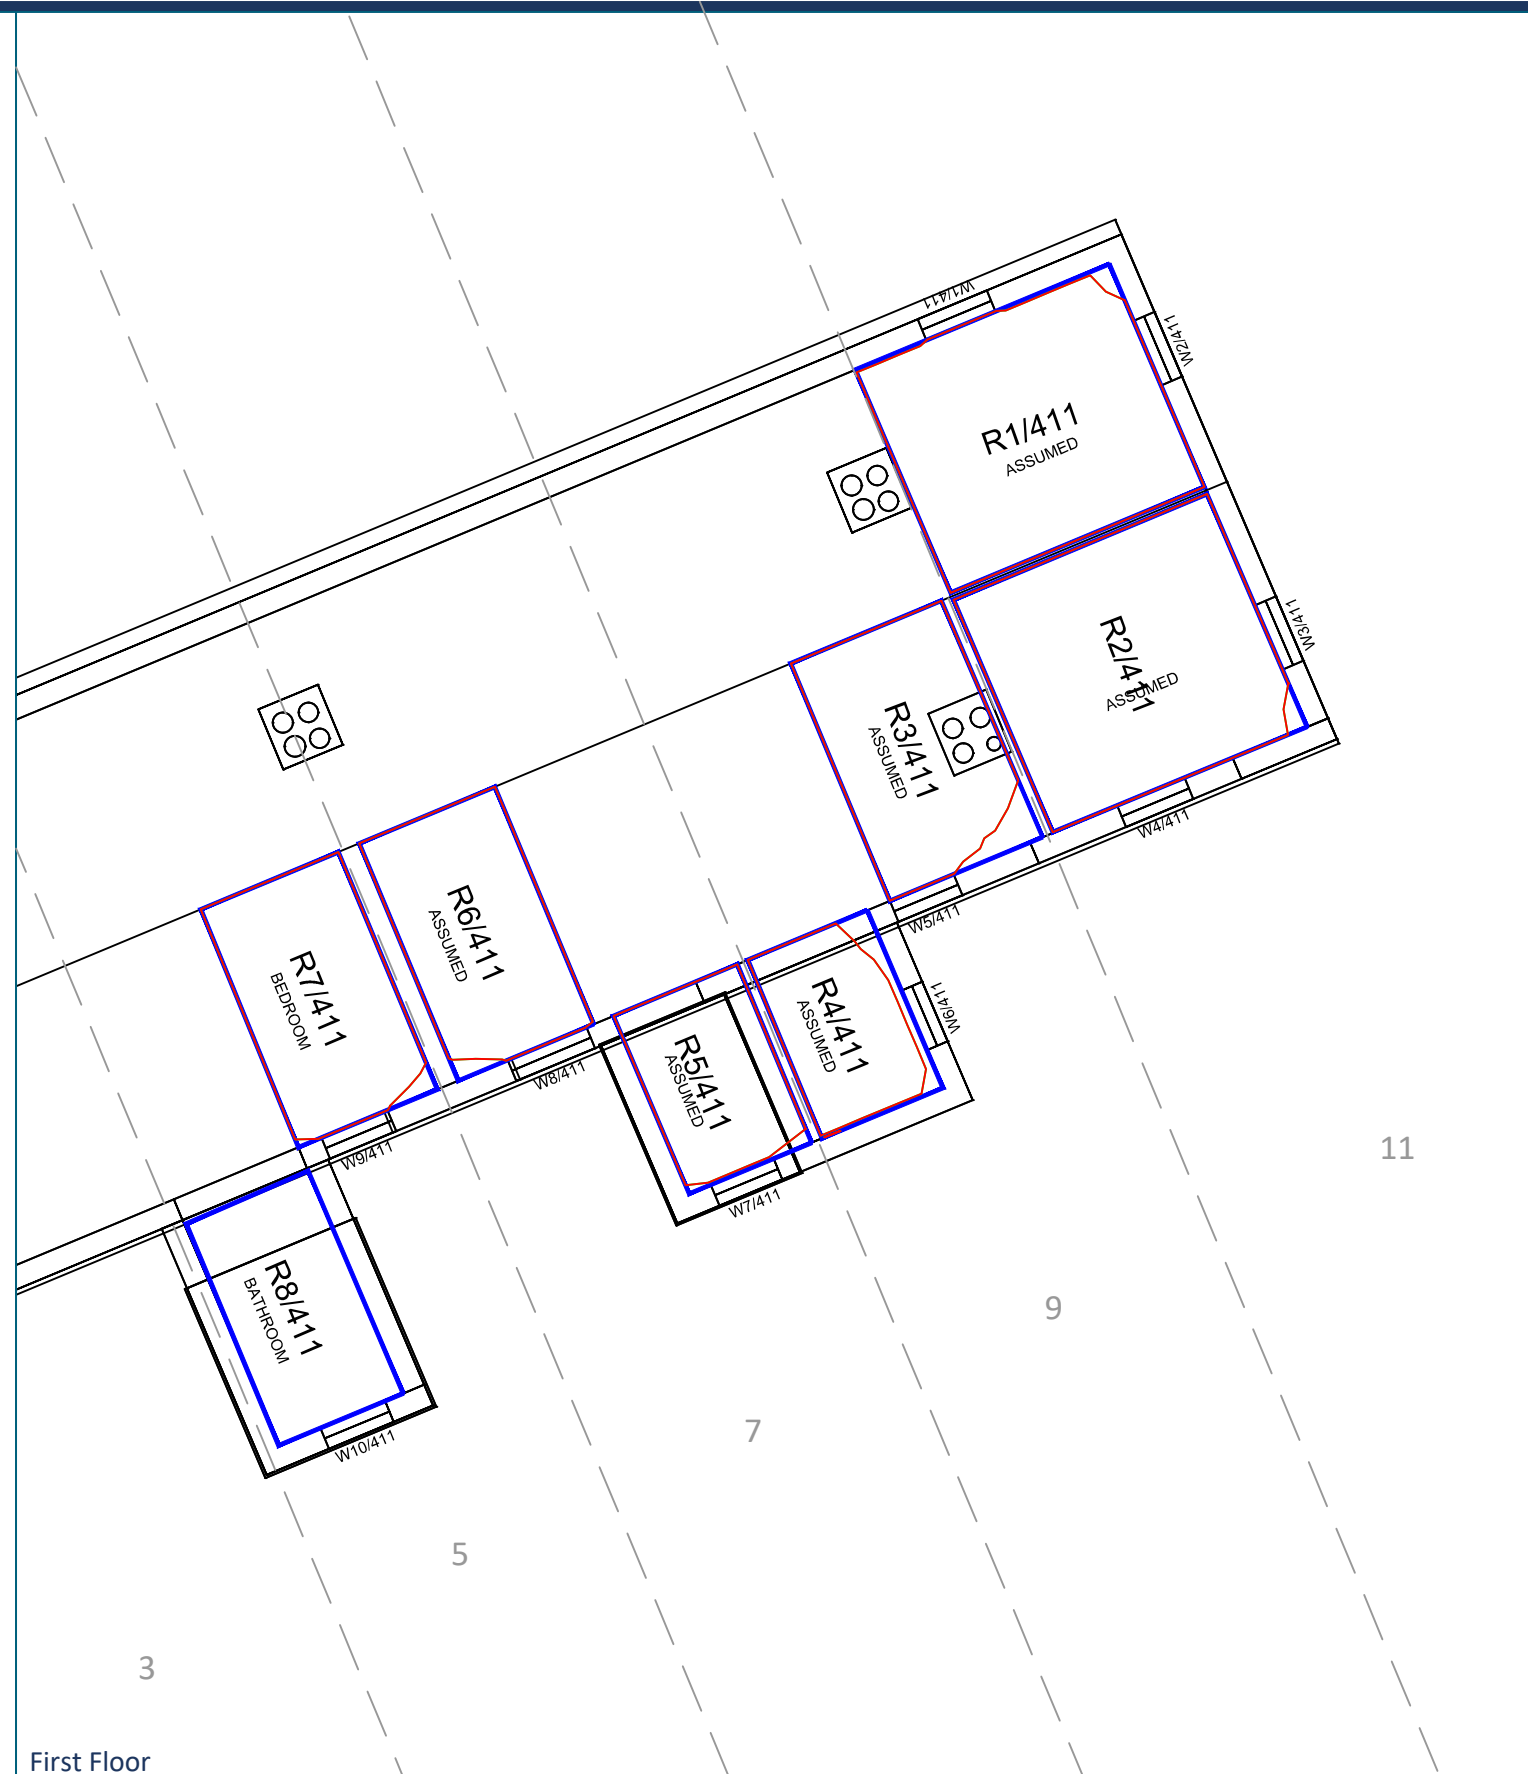 W1/411
W2/411
R1/411
ASSUMED
W3/411
R2/411
ASSUMED
R3/411
ASSUMED
W4/411
R6/411
ASSUMED
W5/411
R7/411
BEDROOM
R4/411
ASSUMED
W6/411
R5/411
ASSUMED
W8/411
W9/411
W7/411
11
R8/411
BATHROOM
9
7
W10/411
5
3
First Floor